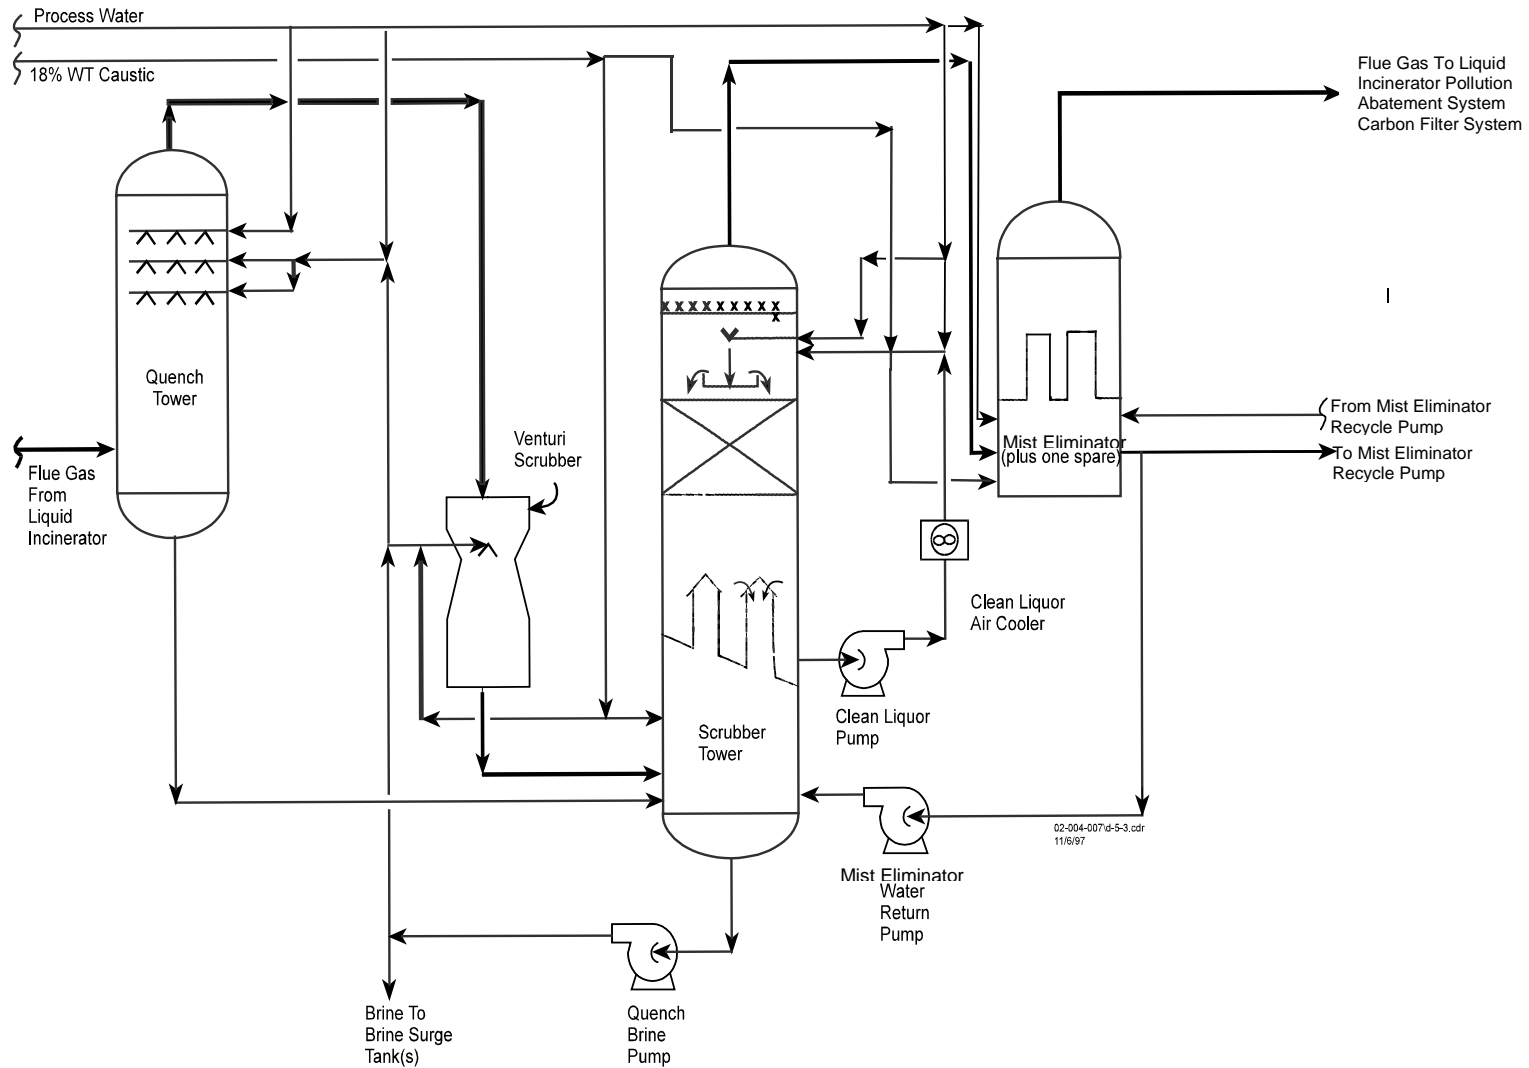 Process Water
18% WT Caustic
Flue Gas To Liquid
Incinerator Pollution
Abatement System
Carbon Filter System
Quench
Tower
Venturi
Scrubber
Flue Gas
From
Liquid
Incinerator
From Mist Eliminator
Recycle Pump
Mist Eliminator
(plus one spare)
To Mist Eliminator
Recycle Pump
Clean Liquor
Air Cooler
Clean Liquor
Pump
Scrubber
Tower
02-004-007\d-5-3.cdr
11/6/97
Mist Eliminator
Water
Return
Pump
Brine To
Brine Surge
Tank(s)
Quench
Brine
Pump